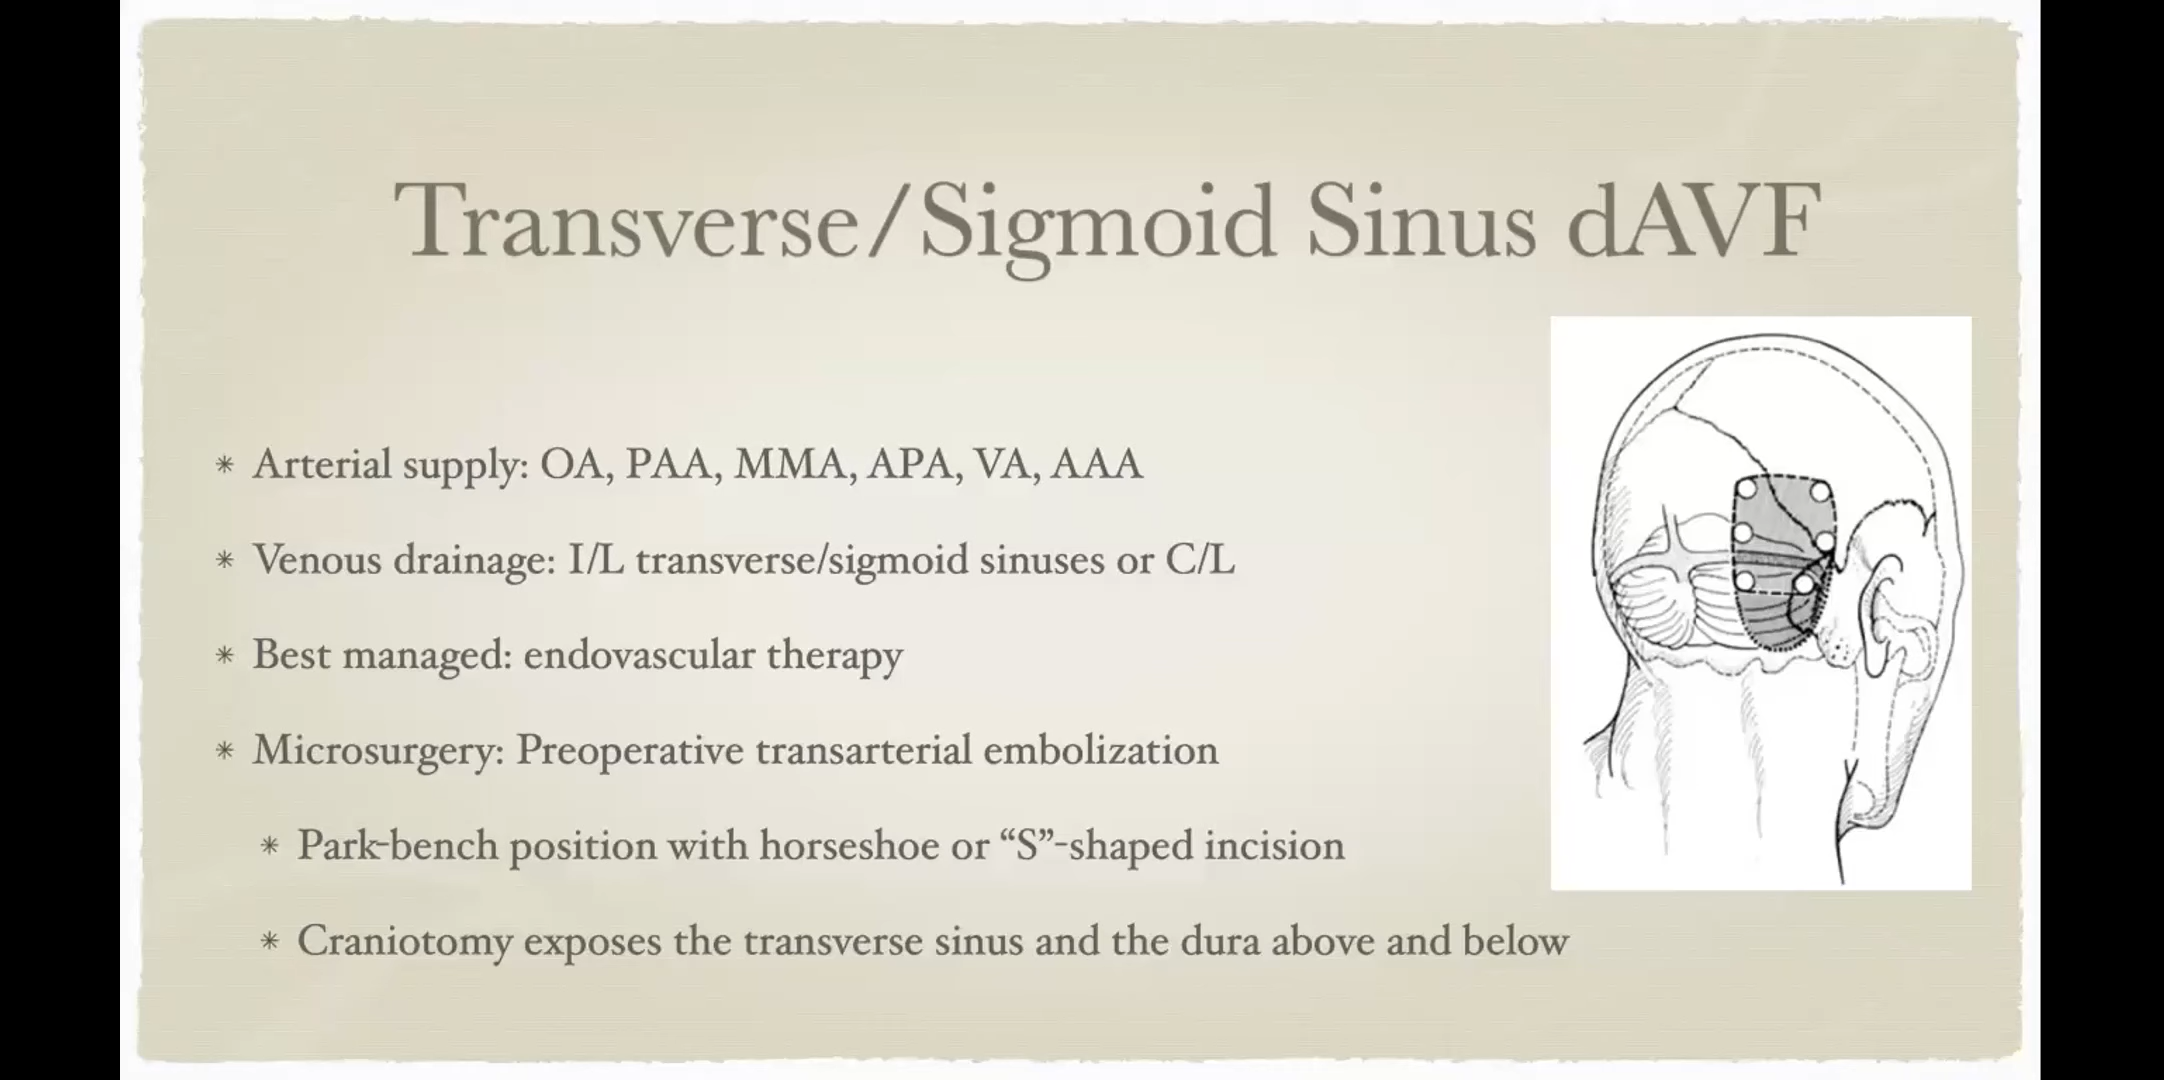 Transverse/Sigmoid Sinus dAVF
* Arterial supply: OA, PAA, MMA, APA, VA, AAA
* Venous drainage: I/L transverse/sigmoid sinuses or C/L
* Best managed: endovascular therapy
* Microsurgery: Preoperative transarterial embolization
* Park-bench position with horseshoe or “S”-shaped incision
* Craniotomy exposes the transverse sinus and the dura above and below